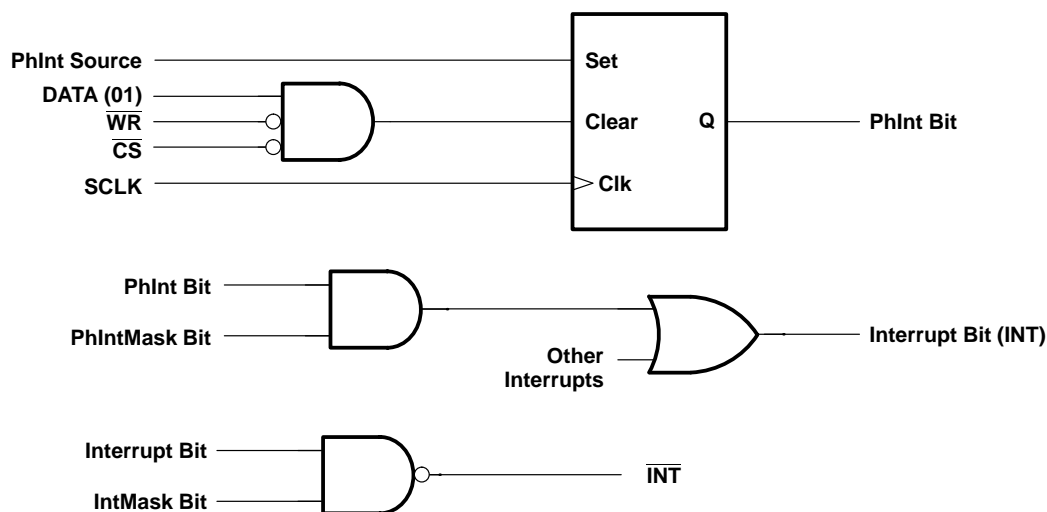 PhInt Source
DATA (01)
WR
CS
SCLK
Set
Clear
Clk
Q
PhInt Bit
PhInt Bit
PhIntMask Bit
Other
Interrupts
Interrupt Bit (INT)
Interrupt Bit
IntMask Bit
INT